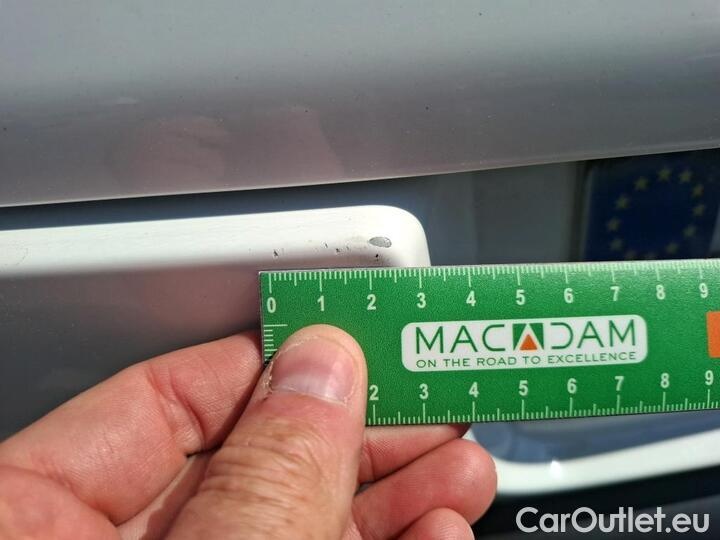 0 1 2 3 4 5 6 7 8 9
MACADAM
ON THE ROAD TO EXCELLENCE
2 3 4 5 6 7 8 9
CarOutlet.eu